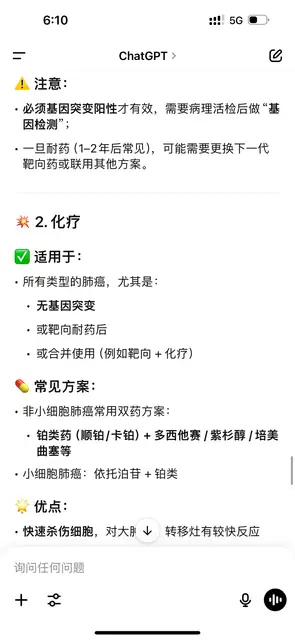 6:10
5G
ChatGPT
⚠️ 注意：
• 必须基因突变阳性才有效，需要病理活检后做“基
因检测”；
• 一旦耐药（1–2年后常见），可能需要更换下一代
靶向药或联用其他方案。
💥 2. 化疗
✅ 适用于：
• 所有类型的肺癌，尤其是：
• 无基因突变
• 或靶向耐药后
• 或合并使用（例如靶向 + 化疗）
💊 常见方案：
• 非小细胞肺癌常用双药方案：
• 铂类药（顺铂/卡铂）+ 多西他赛 / 紫杉醇 / 培美
曲塞等
• 小细胞肺癌：依托泊苷 + 铂类
🌟 优点：
• 快速杀伤细胞，对大 转移灶有较快反应
询问任何问题